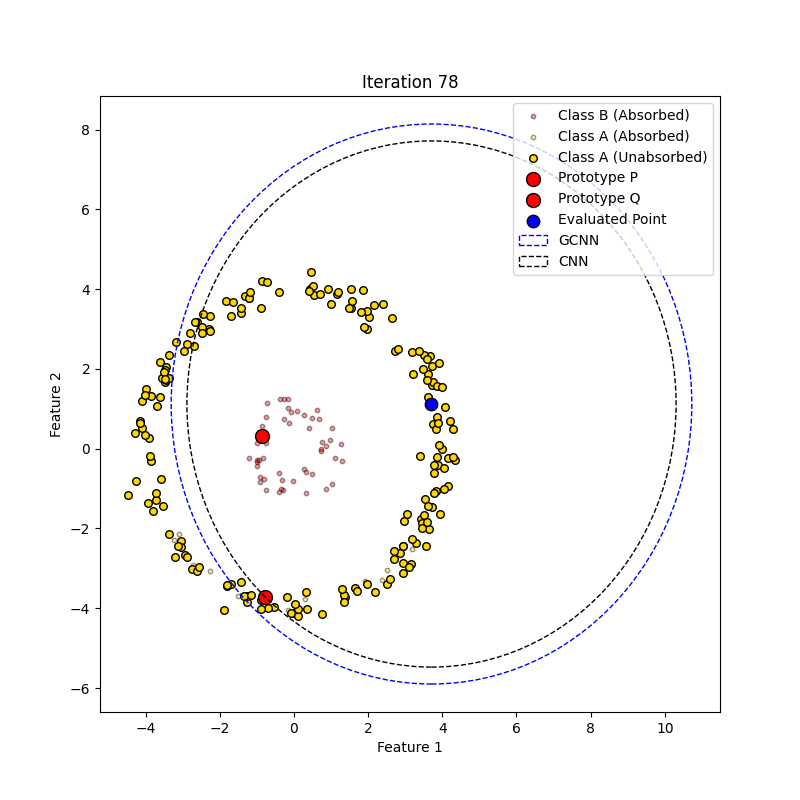 Iteration 78
Class B (Absorbed)
Class A (Absorbed)
Class A (Unabsorbed)
Prototype P
Prototype Q
Evaluated Point
GCNN
CNN
8
6
4
2
0
−2
−4
−6
Feature 2
−4 −2 0 2 4 6 8 10
Feature 1